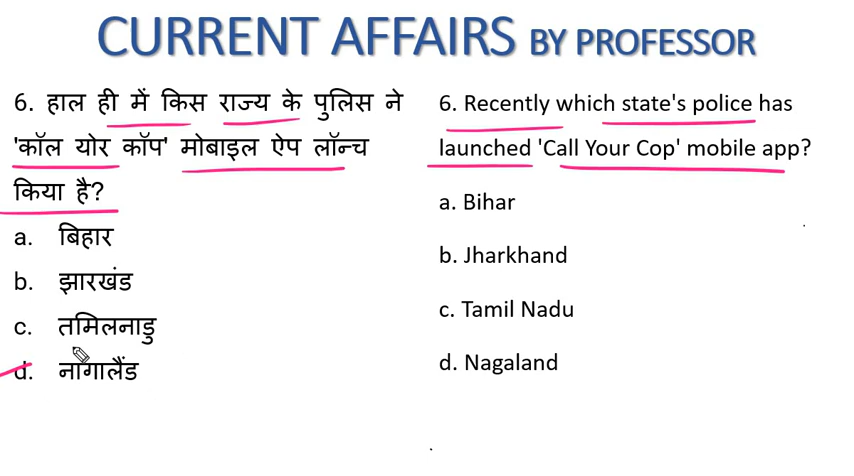 CURRENT AFFAIRS BY PROFESSOR
6. हाल ही में किस राज्य के पुलिस ने
'कॉल योर कॉप' मोबाइल ऐप लॉन्च
किया है?
a. बिहार
b. झारखंड
c. तमिलनाडु
d. नागालैंड
6. Recently which state's police has
launched 'Call Your Cop' mobile app?
a. Bihar
b. Jharkhand
c. Tamil Nadu
d. Nagaland